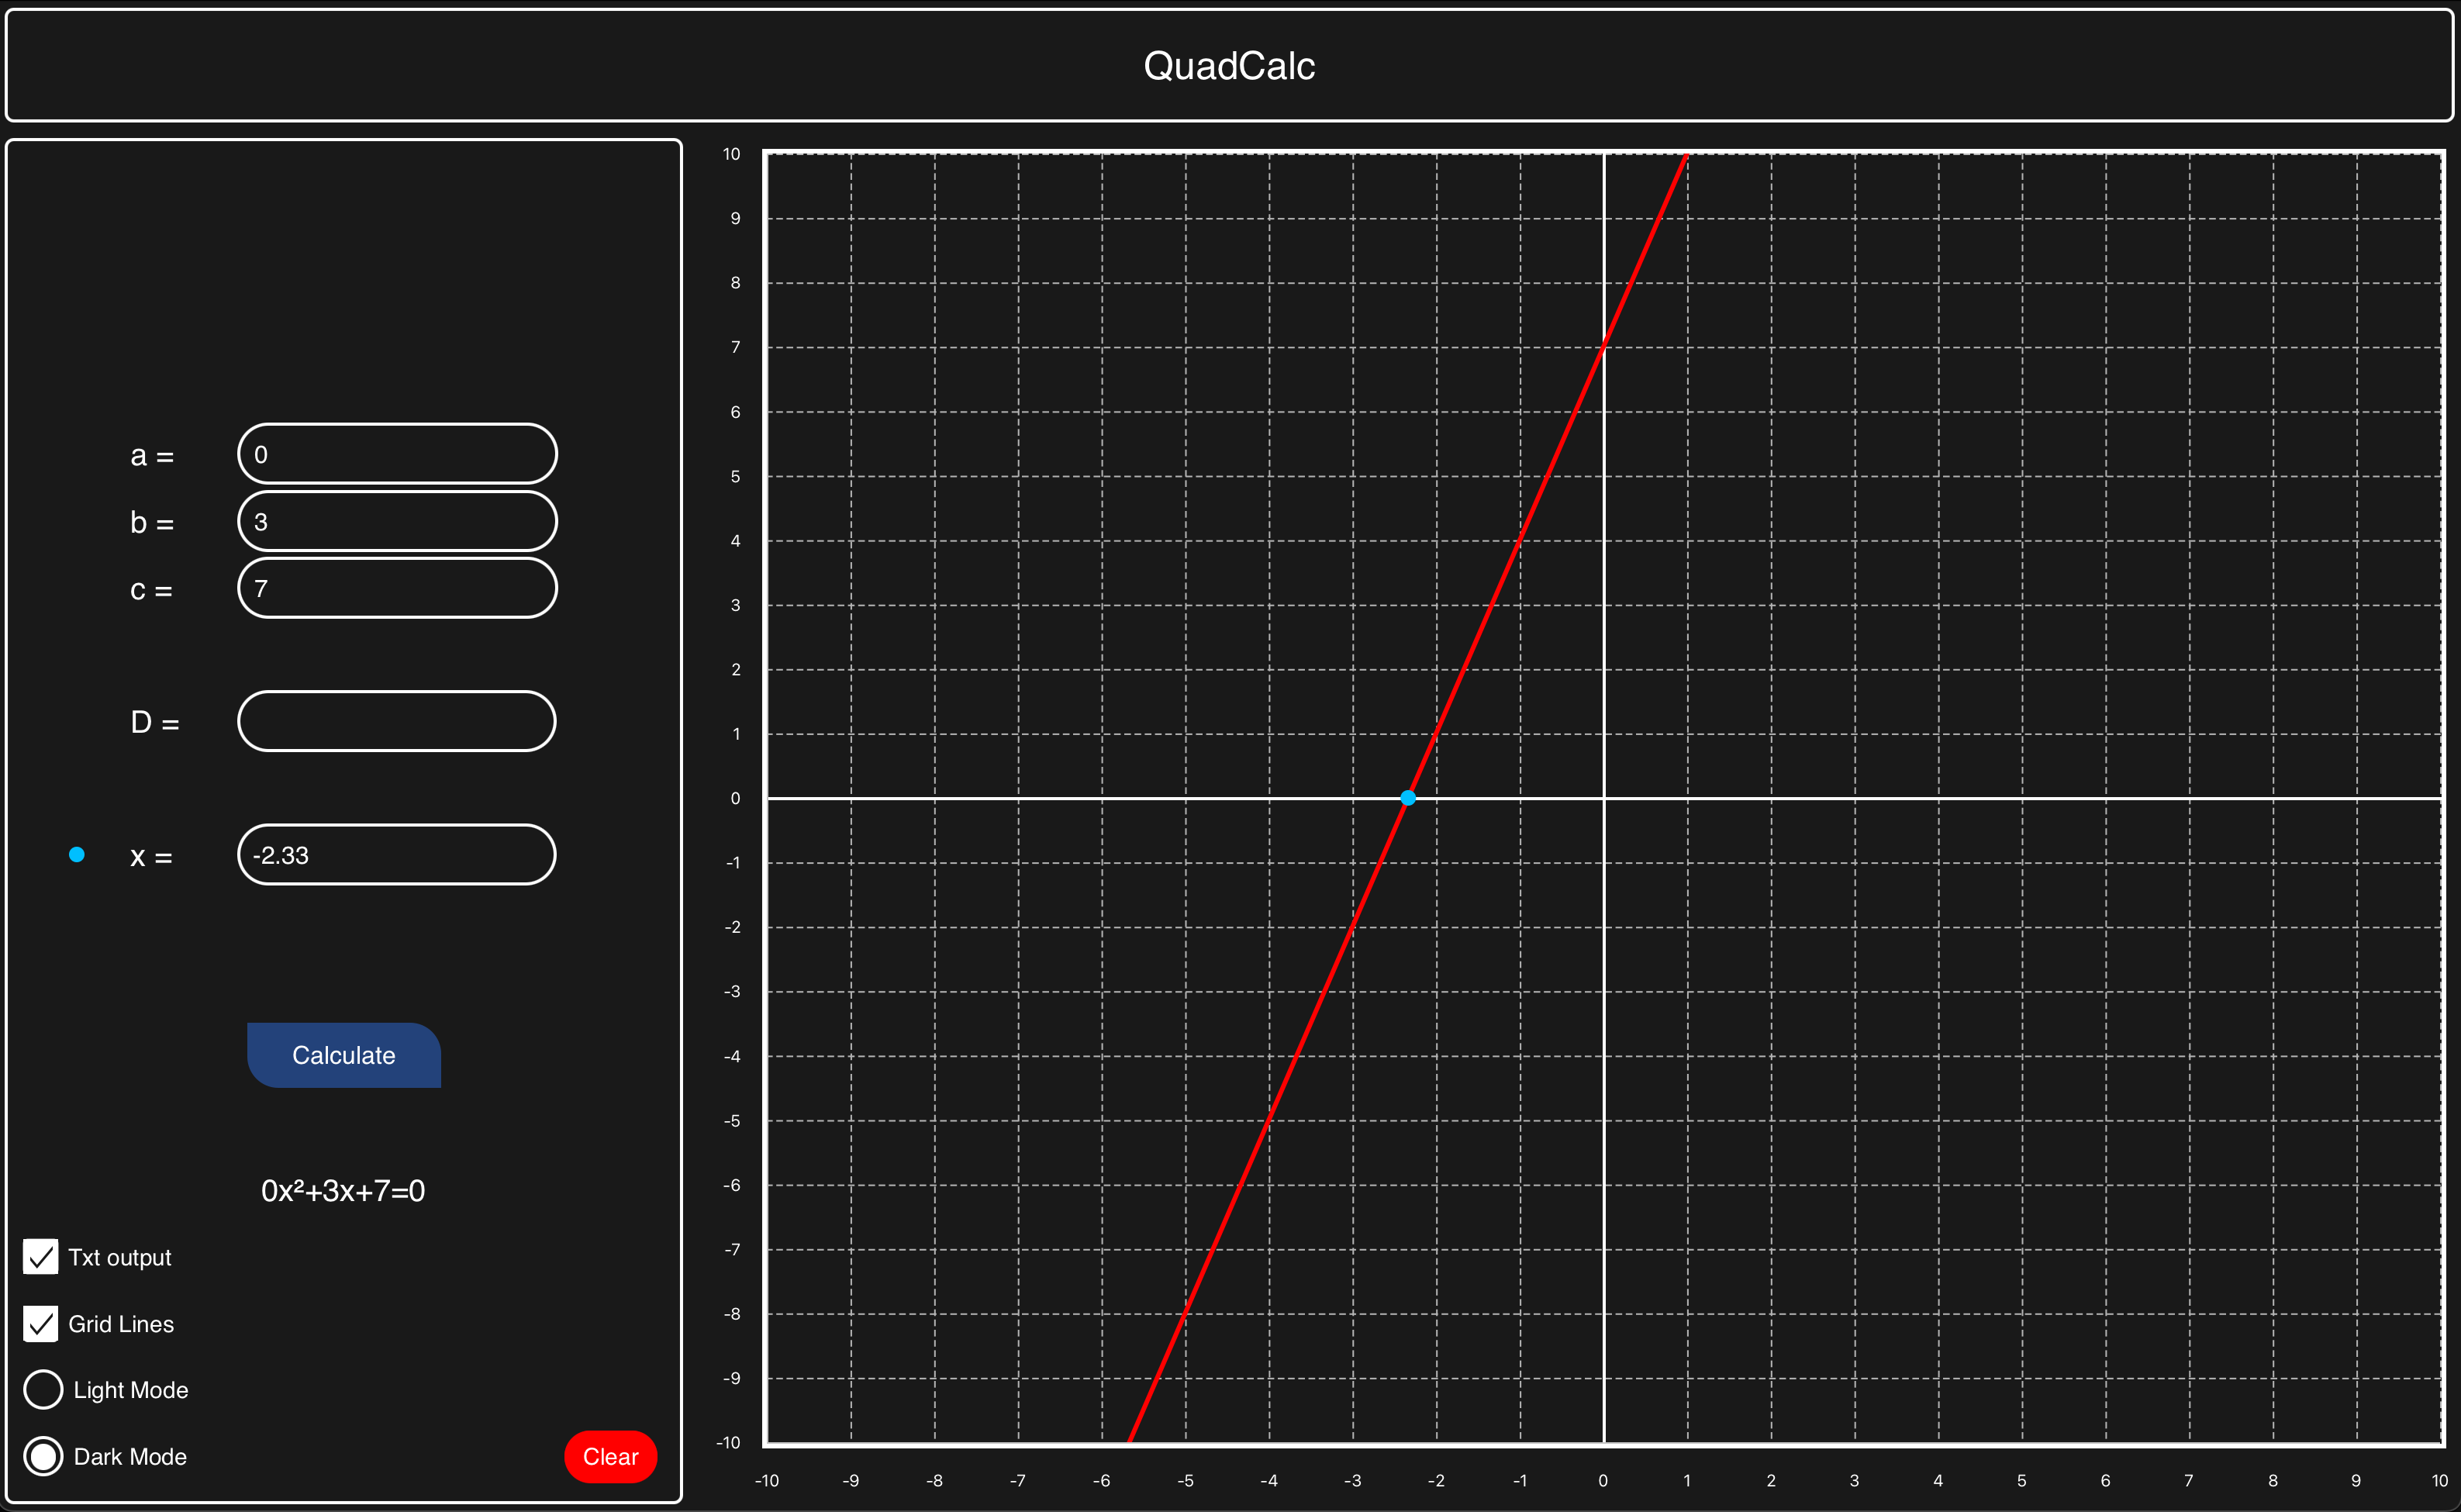 QuadCalc
a =
0
b =
3
c =
7
D =
x =
-2.33
Calculate
0x²+3x+7=0
Txt output
Grid Lines
Light Mode
Dark Mode
Clear
10
9
8
7
6
5
4
3
2
1
0
-1
-2
-3
-4
-5
-6
-7
-8
-9
-10
-10 -9 -8 -7 -6 -5 -4 -3 -2 -1 0 1 2 3 4 5 6 7 8 9 10